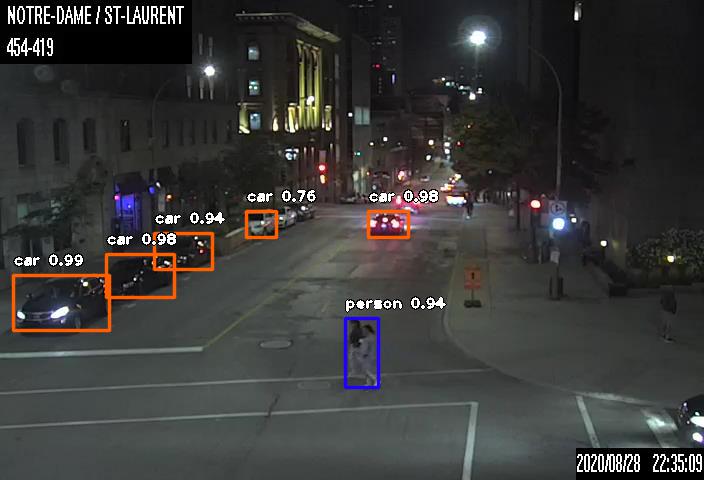 NOTRE-DAME / ST-LAURENT
454-419
car 0.76
car 0.98
car 0.94
car 0.98
car 0.99
person 0.94
2020/08/28 22:35:09